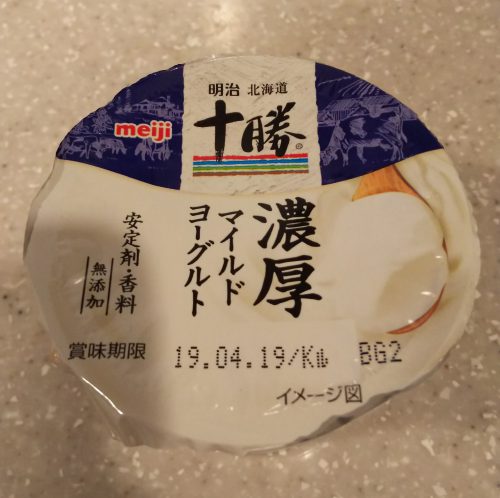 明治 北海道
meiji
十勝
濃厚
マイルド
ヨーグルト
安定剤・香料
無添加
賞味期限 19.04.19/Kル BG2
イメージ図